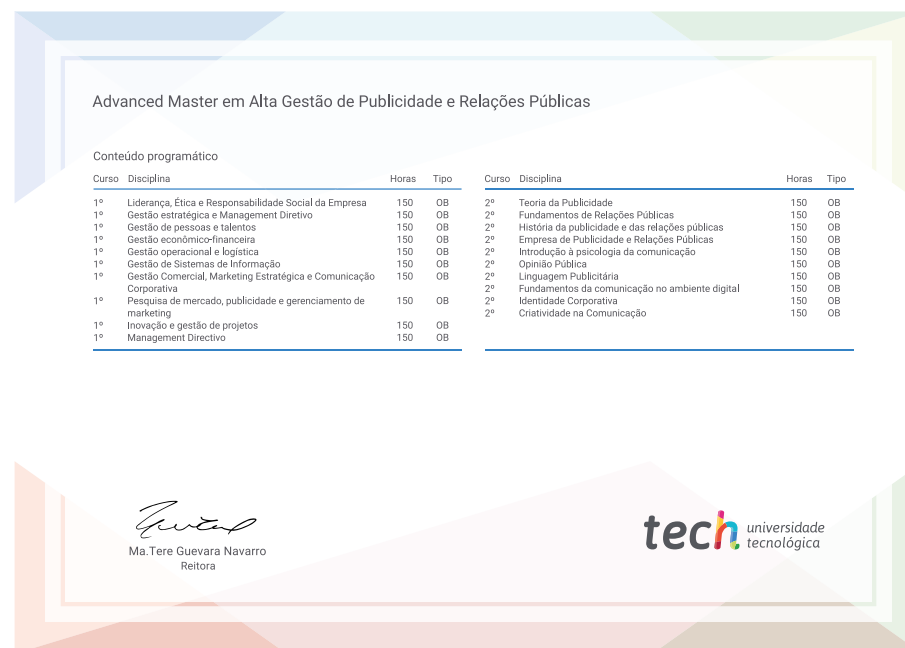 Advanced Master em Alta Gestão de Publicidade e Relações Públicas
Conteúdo programático
Curso Disciplina Horas Tipo
1º Liderança, Ética e Responsabilidade Social da Empresa 150 OB
1º Gestão estratégica e Management Diretivo 150 OB
1º Gestão de pessoas e talentos 150 OB
1º Gestão econômico-financeira 150 OB
1º Gestão operacional e logística 150 OB
1º Gestão de Sistemas de Informação 150 OB
1º Gestão Comercial, Marketing Estratégica e Comunicação 150 OB
Corporativa
1º Pesquisa de mercado, publicidade e gerenciamento de 150 OB
marketing
1º Inovação e gestão de projetos 150 OB
1º Management Directivo 150 OB
Curso Disciplina Horas Tipo
2º Teoria da Publicidade 150 OB
2º Fundamentos de Relações Públicas 150 OB
2º História da publicidade e das relações públicas 150 OB
2º Empresa de Publicidade e Relações Públicas 150 OB
2º Introdução à psicologia da comunicação 150 OB
2º Opinião Pública 150 OB
2º Linguagem Publicitária 150 OB
2º Fundamentos da comunicação no ambiente digital 150 OB
2º Identidade Corporativa 150 OB
2º Criatividade na Comunicação 150 OB
Ma.Tere Guevara Navarro
Reitora
tech universidade
tecnológica